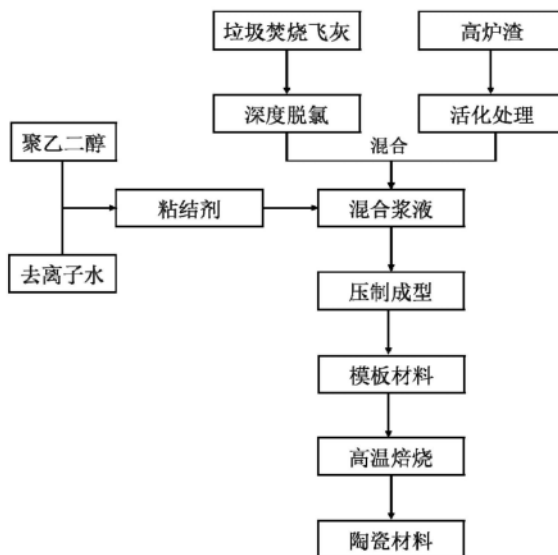 垃圾焚烧飞灰
高炉渣
深度脱氯
活化处理
混合
聚乙二醇
粘结剂
混合浆液
去离子水
压制成型
模板材料
高温焙烧
陶瓷材料